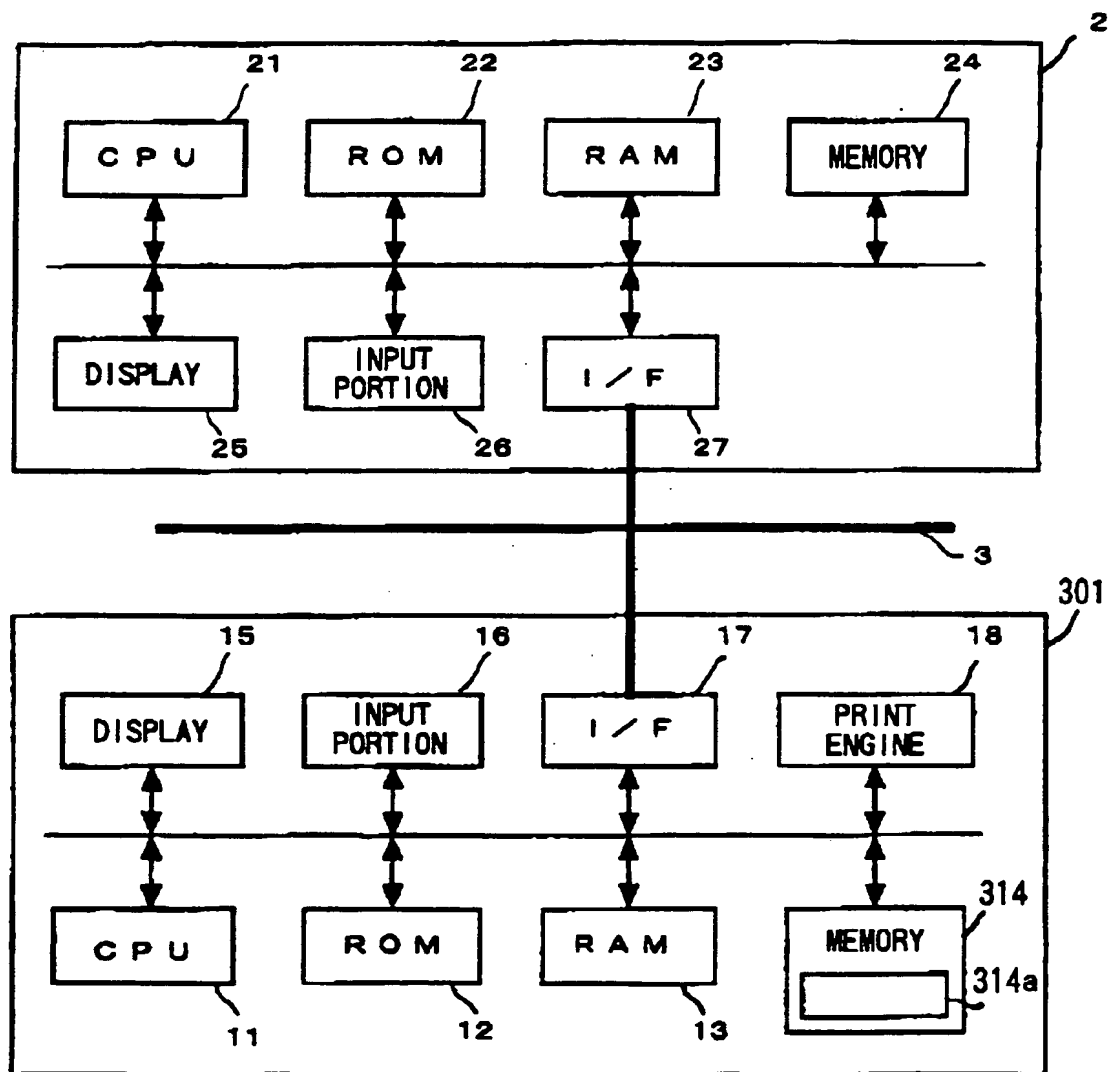 2
21 22 23 24
CPU ROM RAM MEMORY
DISPLAY INPUT PORTION I/F
25 26 27
3
301
15 16 17 18
DISPLAY INPUT PORTION I/F PRINT ENGINE
314
CPU ROM RAM MEMORY
314a
11 12 13